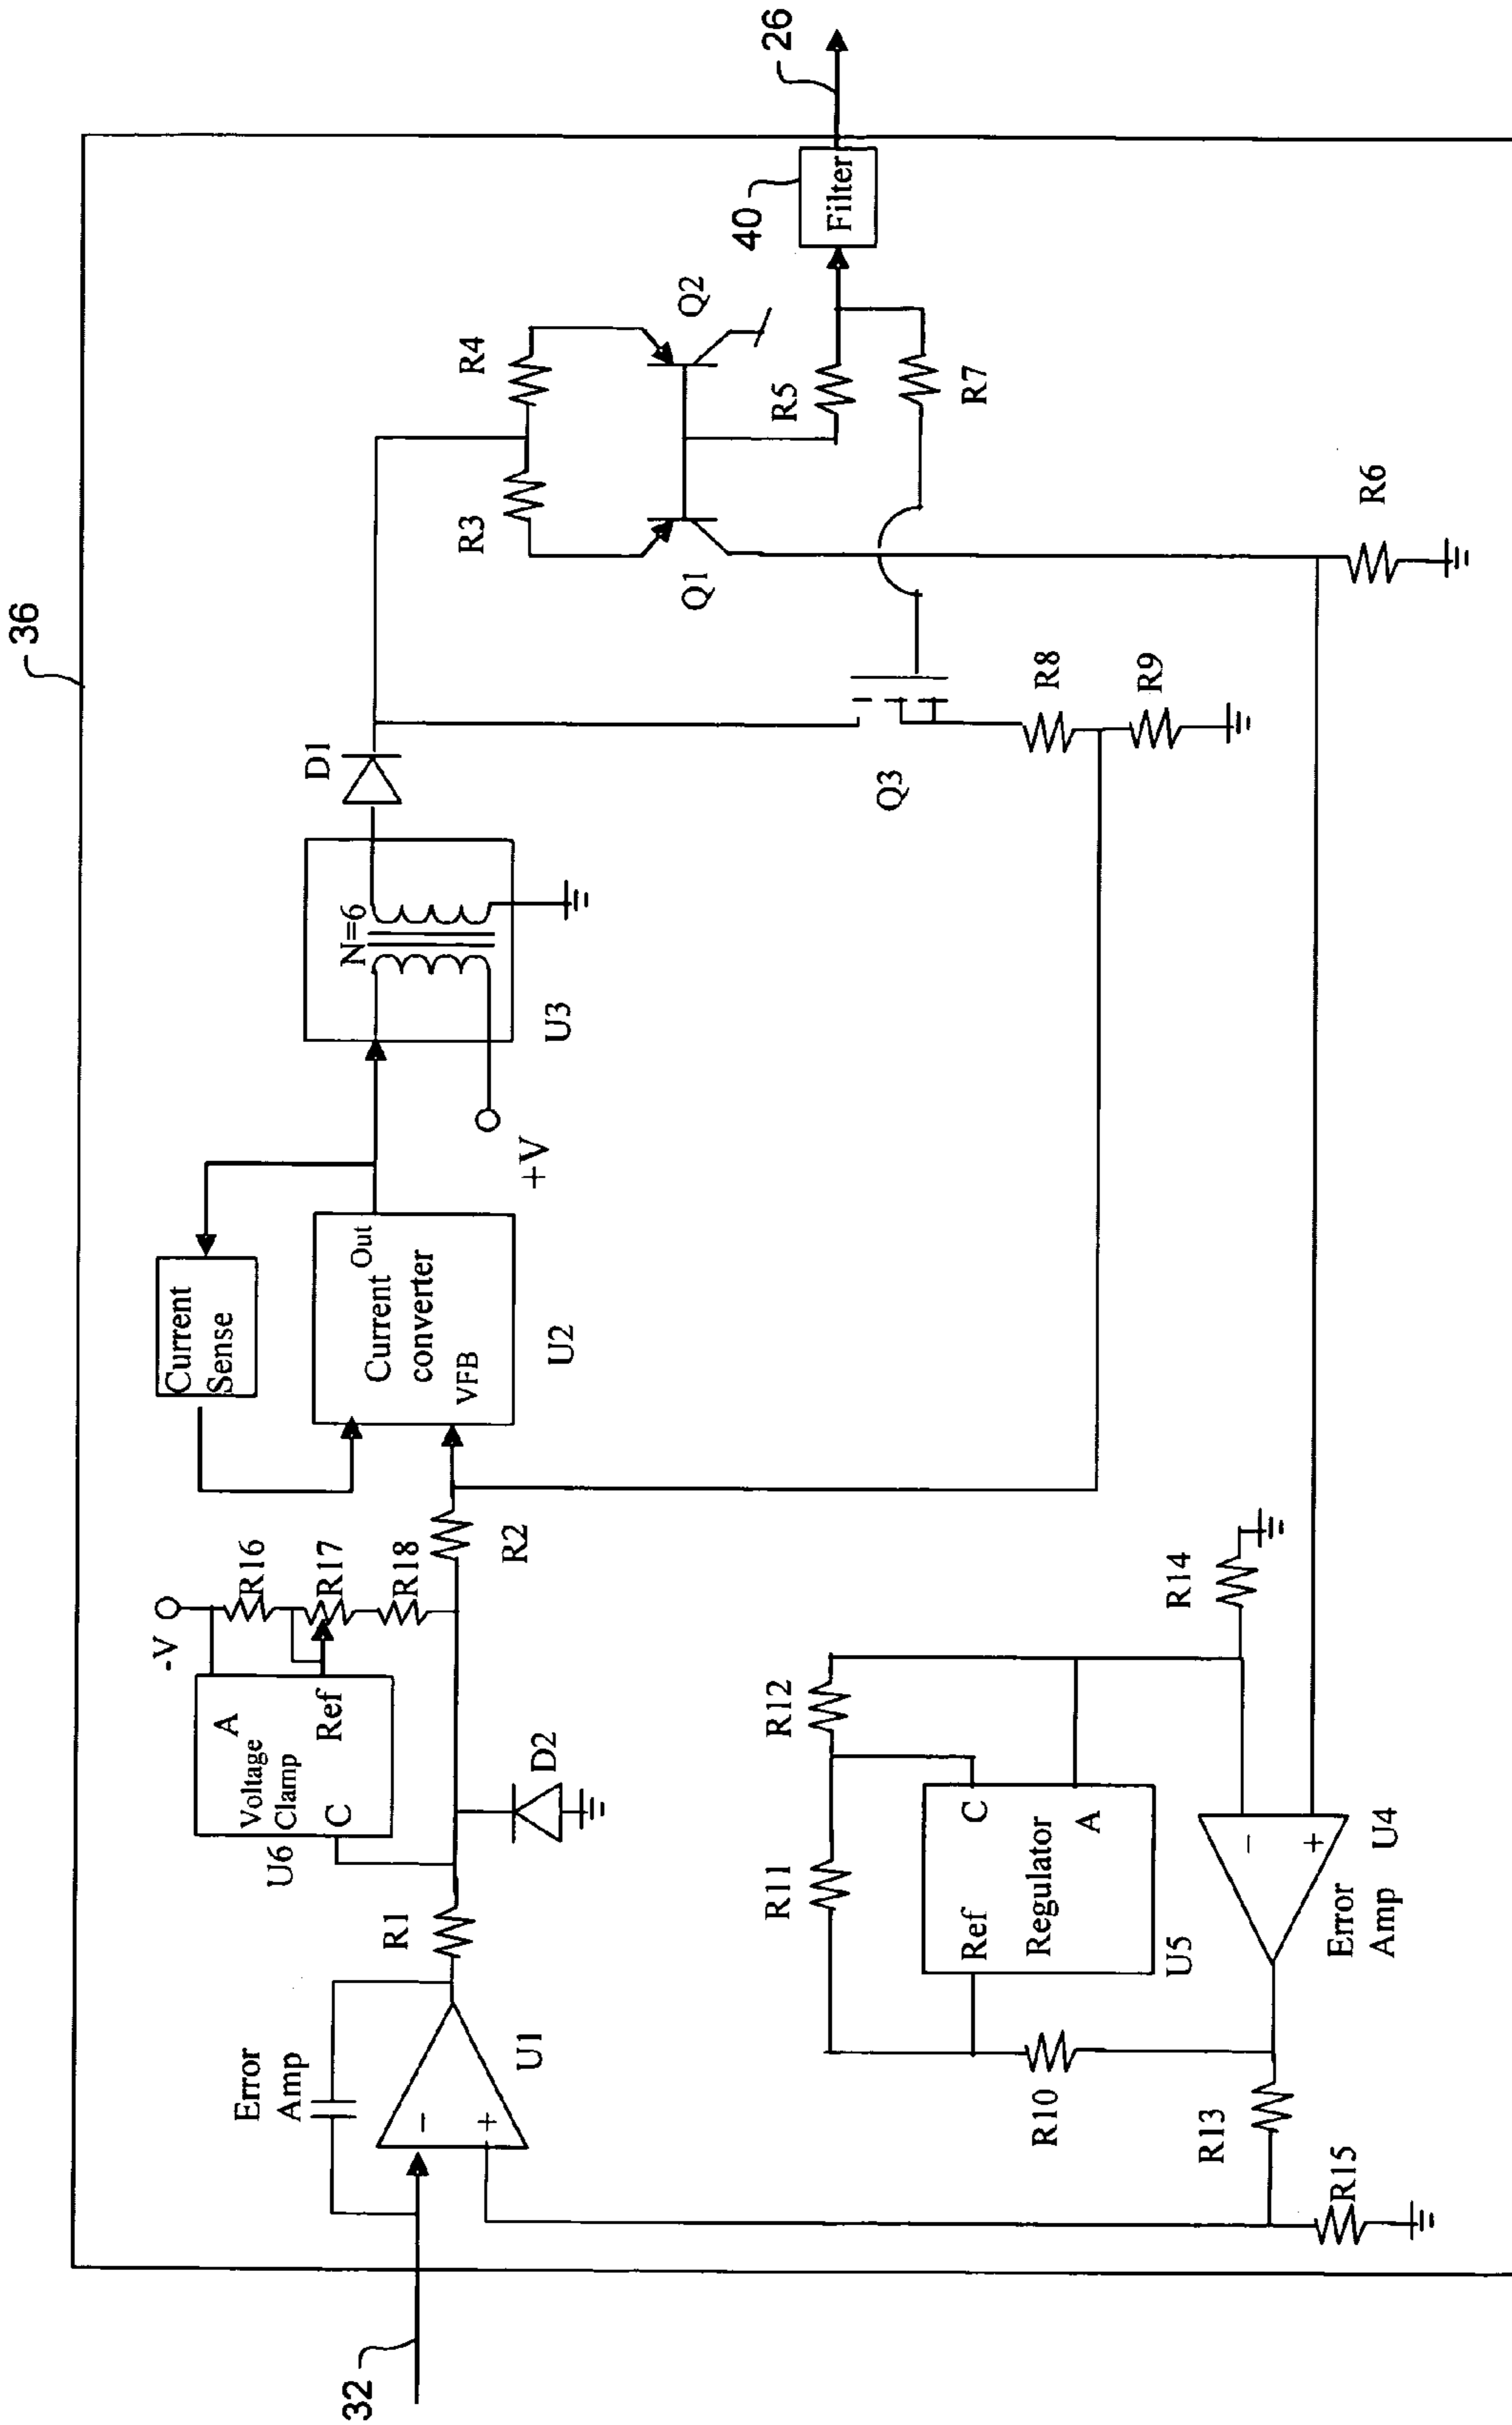 36
32
26
40
Filter
Error
Amp
−
+
U1
R1
U6
Voltage
Clamp
A
C
Ref
-V
R16
R17
R18
D2
R2
Current
Sense
Current
converter
Out
VFB
U2
+V
N=6
U3
D1
R3
R4
Q1
Q2
R5
R7
Q3
R8
R9
R6
R11
R12
Ref
C
A
Regulator
U5
R10
R14
−
+
U4
Error
Amp
R13
R15